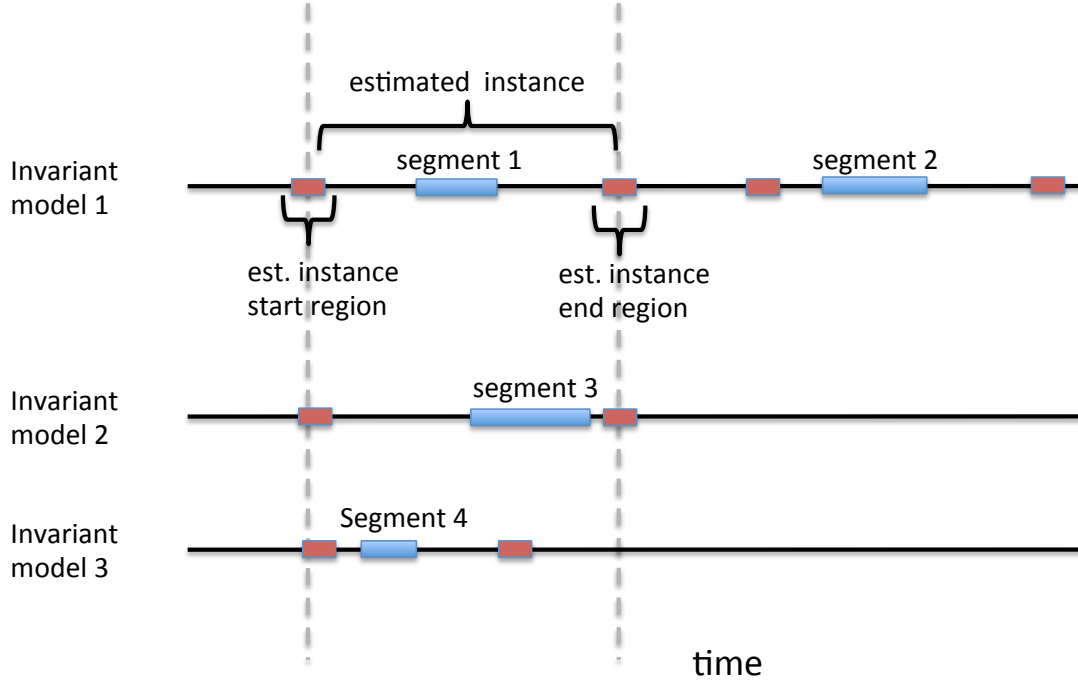 estimated instance
segment 1
segment 2
Invariant
model 1
est. instance
start region
est. instance
end region
segment 3
Invariant
model 2
Segment 4
Invariant
model 3
time